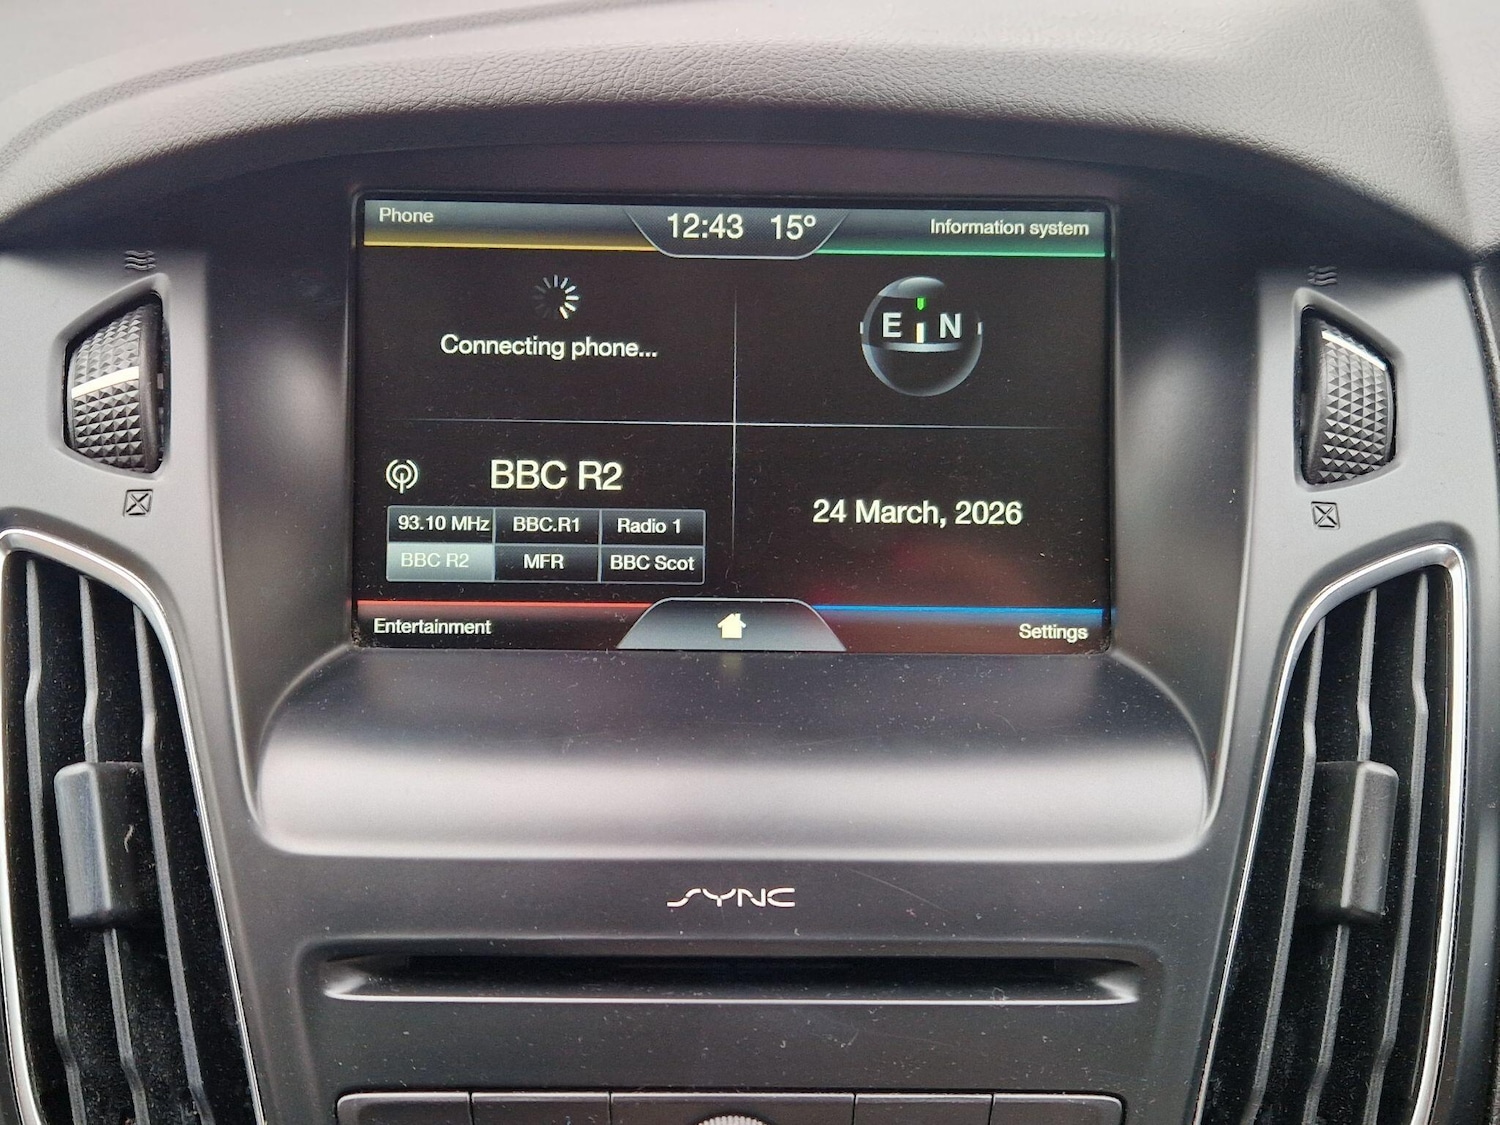 Phone
12:43 15°
Information system
Connecting phone...
E N
BBC R2
93.10 MHz BBC.R1 Radio 1
BBC R2 MFR BBC Scot
24 March, 2026
Entertainment
Settings
SYNC